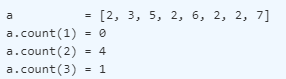 a          = [2, 3, 5, 2, 6, 2, 2, 7]
a.count(1) = 0
a.count(2) = 4
a.count(3) = 1